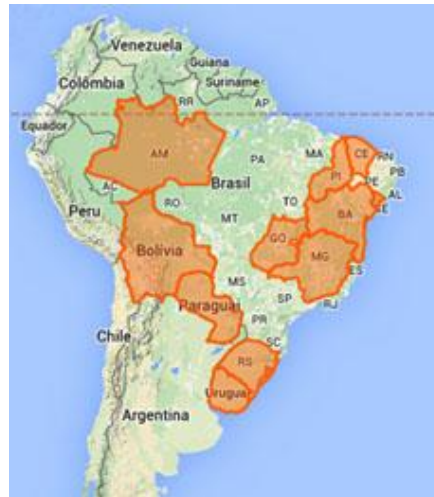 Venezuela
Guiana
Colômbia
Suriname
RR
AP
Equador
AM
PA
MA
CE
RN
Brasil
PI
PB
AC
PE
AL
Peru
RO
TO
SE
MT
BA
Bolívia
GO
MG
MS
ES
Paraguai
SP
RJ
PR
Chile
SC
RS
Uruguai
Argentina